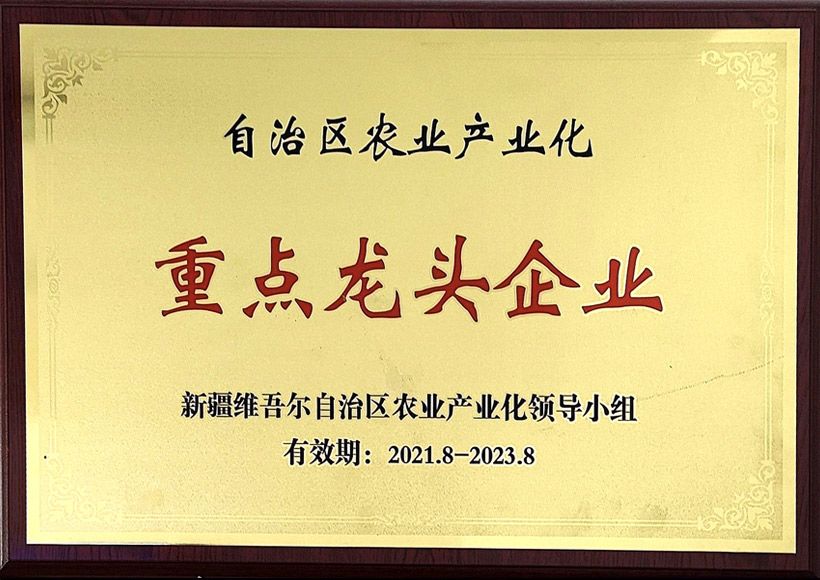 自治区农业产业化
重点龙头企业
新疆维吾尔自治区农业产业化领导小组
有效期：2021.8-2023.8